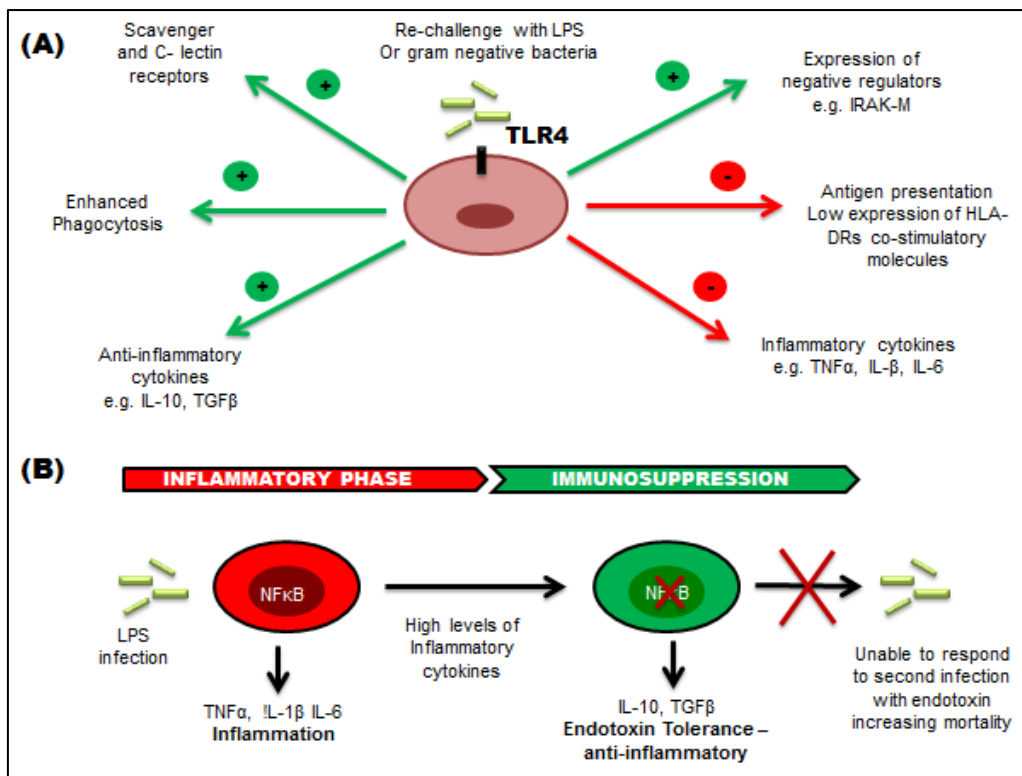 (A)
Scavenger
and C- lectin
receptors
Re-challenge with LPS
Or gram negative bacteria
TLR4
+
+
Expression of
negative regulators
e.g. IRAK-M
+
Enhanced
Phagocytosis
-
Antigen presentation
Low expression of HLA-
DRs co-stimulatory
molecules
+
Anti-inflammatory
cytokines
e.g. IL-10, TGFβ
-
Inflammatory cytokines
e.g. TNFα, IL-β, IL-6
(B)
INFLAMMATORY PHASE
IMMUNOSUPPRESSION
LPS
infection
NFκB
TNFα, !L-1β IL-6
Inflammation
High levels of
Inflammatory
cytokines
NFκB
IL-10, TGFβ
Endotoxin Tolerance –
anti-inflammatory
Unable to respond
to second infection
with endotoxin
increasing mortality